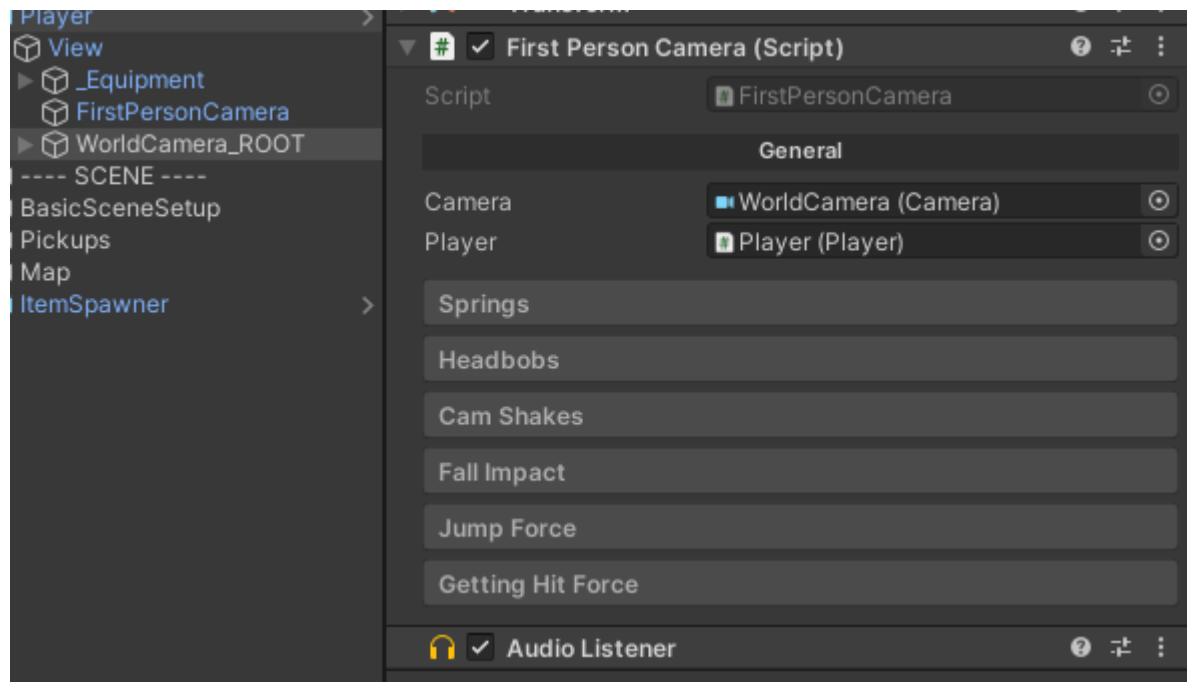 Player
View
_Equipment
FirstPersonCamera
WorldCamera_ROOT
---- SCENE ----
BasicSceneSetup
Pickups
Map
ItemSpawner
Transform
First Person Camera (Script)
Script FirstPersonCamera
General
Camera WorldCamera (Camera)
Player Player (Player)
Springs
Headbobs
Cam Shakes
Fall Impact
Jump Force
Getting Hit Force
Audio Listener